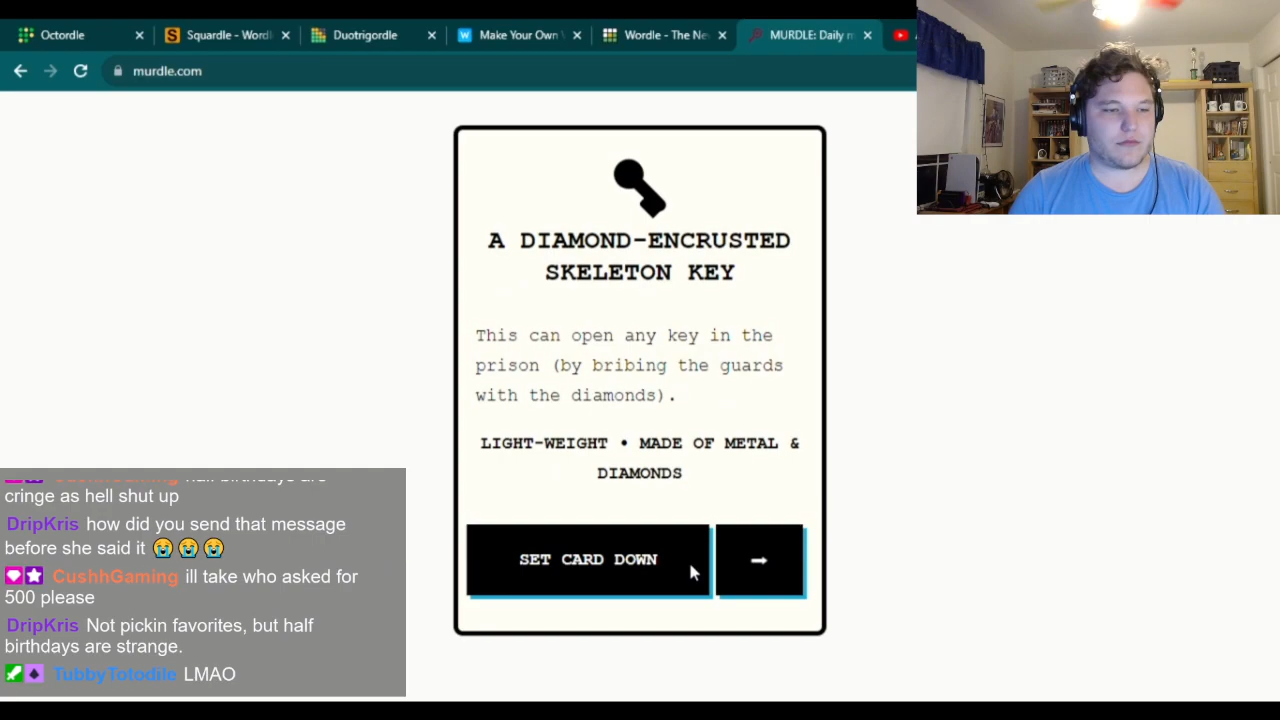 Octordle
Squardle - Wordl
Duotrigordle
Make Your Own
Wordle - The Ne
MURDLE: Daily m
murdle.com
A DIAMOND-ENCRUSTED
SKELETON KEY
This can open any key in the
prison (by bribing the guards
with the diamonds).
LIGHT-WEIGHT • MADE OF METAL &
DIAMONDS
SET CARD DOWN
→
cringe as hell shut up
DripKris how did you send that message
before she said it 😭😭😭
CushhGaming ill take who asked for
500 please
DripKris Not pickin favorites, but half
birthdays are strange.
TubbyTotodile LMAO